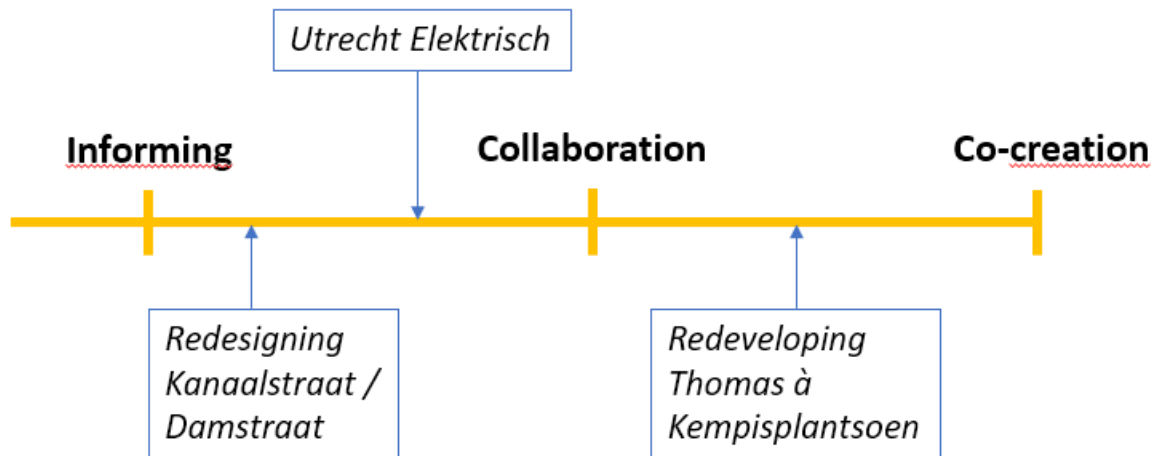 Utrecht Elektrisch
Informing
Collaboration
Co-creation
Redesigning
Kanaalstraat /
Damstraat
Redeveloping
Thomas à
Kempisplantsoen